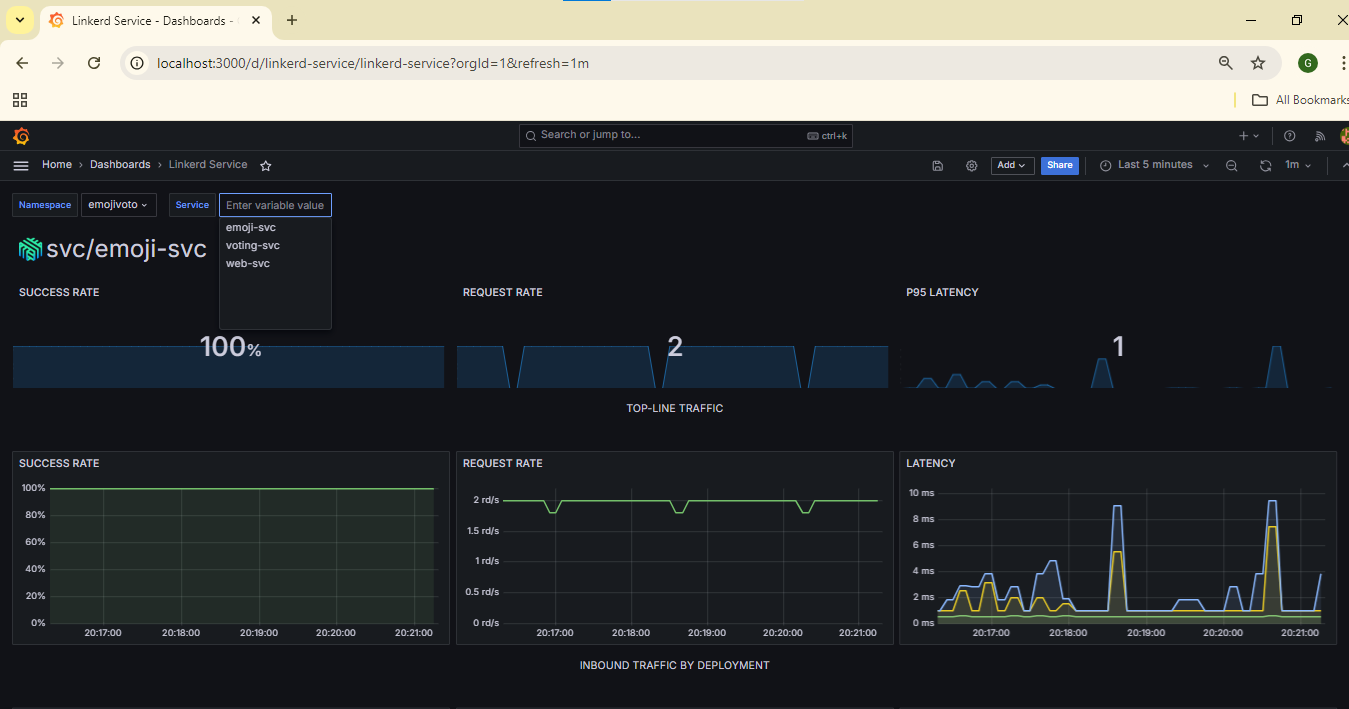 Linkerd Service - Dashboards -
localhost:3000/d/linkerd-service/linkerd-service?orgId=1&refresh=1m
G
All Bookmarks
Search or jump to...
ctrl+k
Home › Dashboards › Linkerd Service
Add
Share
Last 5 minutes
1m
Namespace
emojivoto
Service
Enter variable value
emoji-svc
voting-svc
web-svc
svc/emoji-svc
SUCCESS RATE
100%
REQUEST RATE
2
P95 LATENCY
1
TOP-LINE TRAFFIC
SUCCESS RATE
100%
80%
60%
40%
20%
0%
20:17:00 20:18:00 20:19:00 20:20:00 20:21:00
REQUEST RATE
2 rd/s
1.5 rd/s
1 rd/s
0.5 rd/s
0 rd/s
20:17:00 20:18:00 20:19:00 20:20:00 20:21:00
LATENCY
10 ms
8 ms
6 ms
4 ms
2 ms
0 ms
20:17:00 20:18:00 20:19:00 20:20:00 20:21:00
INBOUND TRAFFIC BY DEPLOYMENT